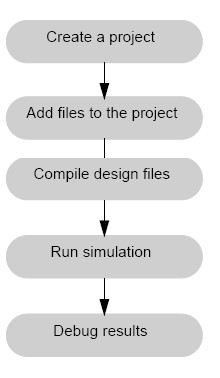 Create a project
Add files to the project
Compile design files
Run simulation
Debug results